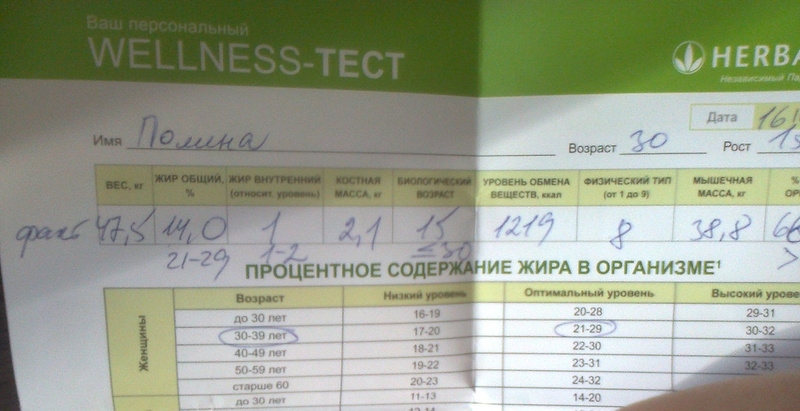 Ваш персональный
WELLNESS-ТЕСТ
HERBA
Независимый Па
Дата 16
Имя Полина Возраст 30 Рост 15
ВЕС, кг ЖИР ОБЩИЙ, % ЖИР ВНУТРЕННИЙ (относит. уровень) КОСТНАЯ МАССА, кг БИОЛОГИЧЕСКИЙ ВОЗРАСТ УРОВЕНЬ ОБМЕНА ВЕЩЕСТВ, ккал ФИЗИЧЕСКИЙ ТИП (от 1 до 9) МЫШЕЧНАЯ МАССА, кг %
факт 47,5 14,0 1 2,1 15 1219 8 38,8
21-29 1-2 ≤30 >
ПРОЦЕНТНОЕ СОДЕРЖАНИЕ ЖИРА В ОРГАНИЗМЕ¹
Женщины
Возраст Низкий уровень Оптимальный уровень Высокий уровень
до 30 лет 16-19 20-28 29-31
30-39 лет 17-20 21-29 30-32
40-49 лет 18-21 22-30 31-33
50-59 лет 19-22 23-31 32-33
старше 60 20-23 24-32
до 30 лет 11-13 14-20